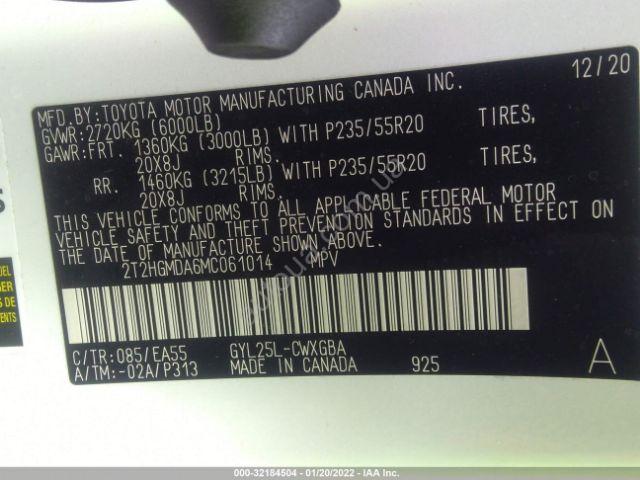 12/20
MFD.BY:TOYOTA MOTOR MANUFACTURING CANADA INC.
GVWR:2720KG (6000LB)
GAWR:FRT. 1360KG (3000LB) WITH P235/55R20 TIRES,
20X8J RIMS.
RR. 1460KG (3215LB) WITH P235/55R20 TIRES,
20X8J RIMS.
THIS VEHICLE CONFORMS TO ALL APPLICABLE FEDERAL MOTOR
VEHICLE SAFETY AND THEFT PREVENTION STANDARDS IN EFFECT ON
THE DATE OF MANUFACTURE SHOWN ABOVE.
2T2HGMDA6MC061014 MPV
C/TR:085/EA55 GYL25L-CWXGBA
A/TM:-02A/P313 MADE IN CANADA 925 A
000-32184504 - 01/20/2022 - IAA Inc.